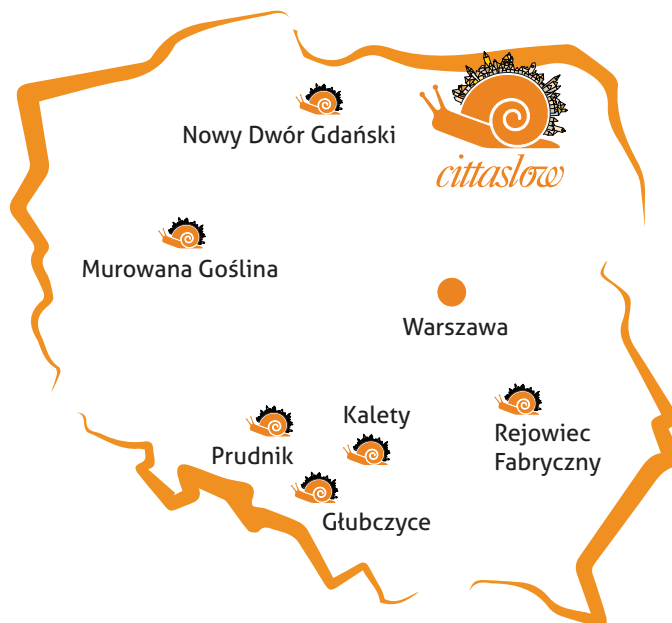 Nowy Dwór Gdański
cittaslow
Murowana Goślina
Warszawa
Kalety
Prudnik
Rejowiec
Fabryczny
Głubczyce